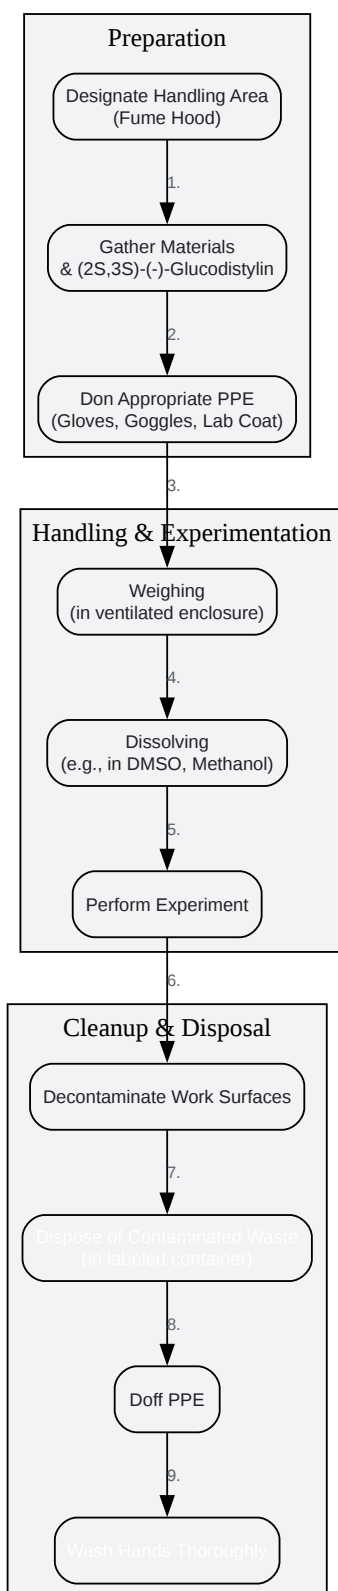 Preparation
Designate Handling Area
(Fume Hood)
1.
Gather Materials
& (2S,3S)-(-)-Glucodistylin
2.
Don Appropriate PPE
(Gloves, Goggles, Lab Coat)
3.
Handling & Experimentation
Weighing
(in ventilated enclosure)
4.
Dissolving
(e.g., in DMSO, Methanol)
5.
Perform Experiment
6.
Cleanup & Disposal
Decontaminate Work Surfaces
7.
Dispose of Contaminated Waste
(in labeled container)
8.
Doff PPE
9.
Wash Hands Thoroughly